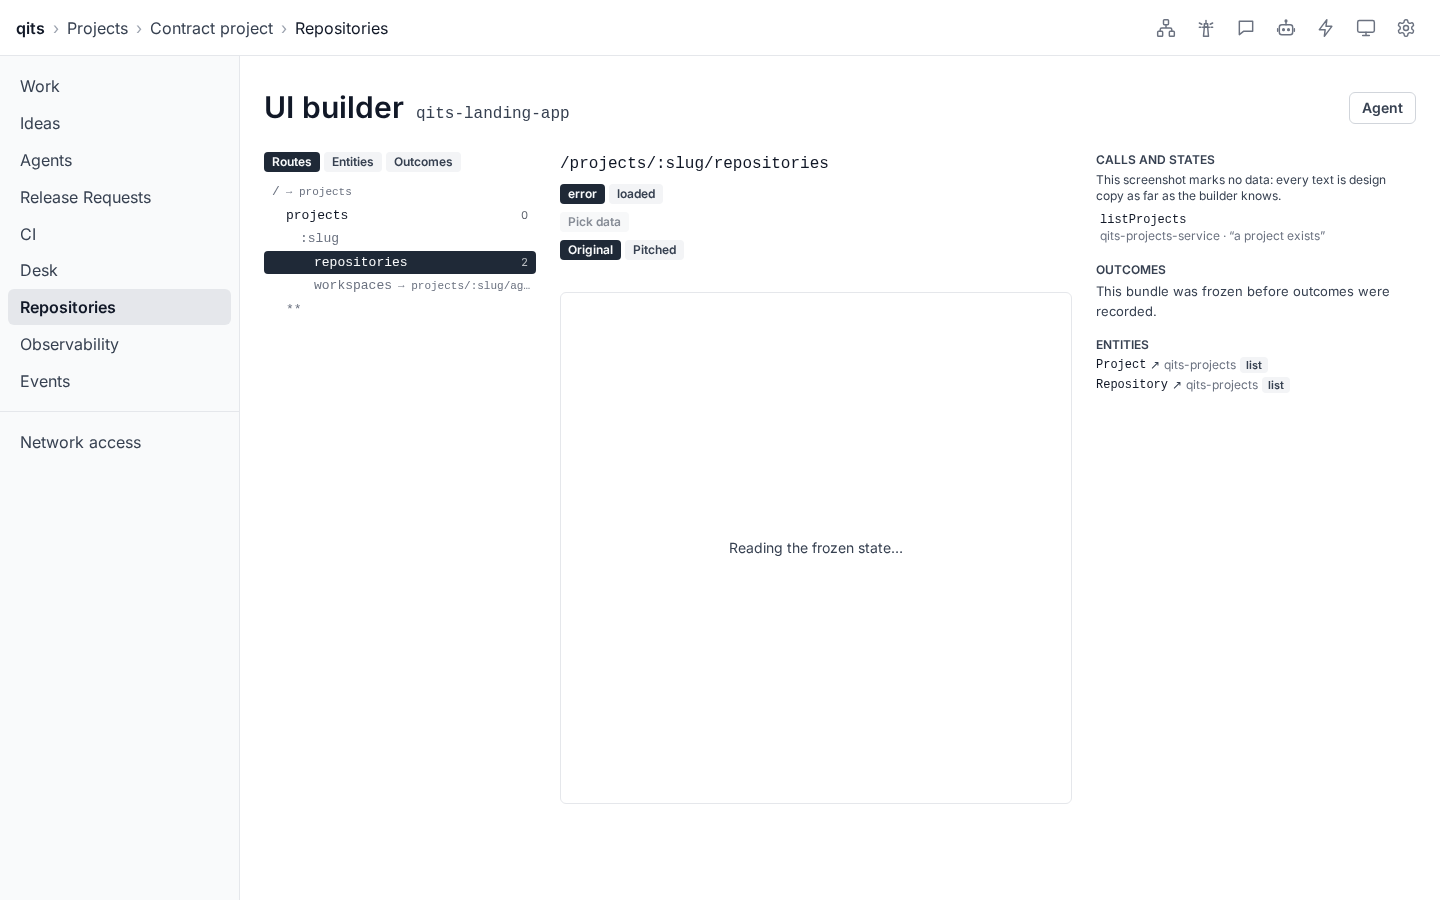 qits › Projects › Contract project › Repositories
Work
Ideas
Agents
Release Requests
CI
Desk
Repositories
Observability
Events
Network access
UI builder qits-landing-app
Agent
Routes Entities Outcomes
/ → projects
projects 0
:slug
repositories 2
workspaces → projects/:slug/ag…
**
/projects/:slug/repositories
error loaded
Pick data
Original Pitched
Reading the frozen state…
CALLS AND STATES
This screenshot marks no data: every text is design
copy as far as the builder knows.
listProjects
qits-projects-service · “a project exists”
OUTCOMES
This bundle was frozen before outcomes were
recorded.
ENTITIES
Project ↗ qits-projects list
Repository ↗ qits-projects list